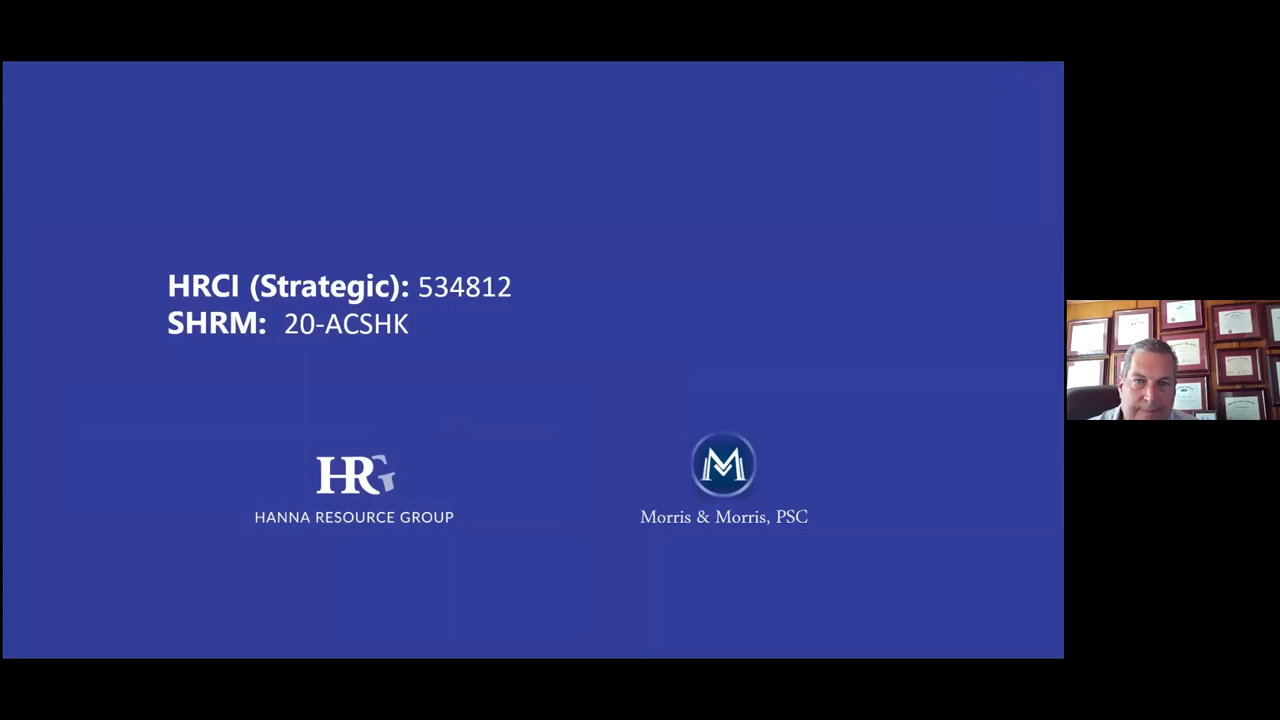 HRCI (Strategic): 534812
SHRM: 20-ACSHK
HRG
HANNA RESOURCE GROUP
M
Morris & Morris, PSC